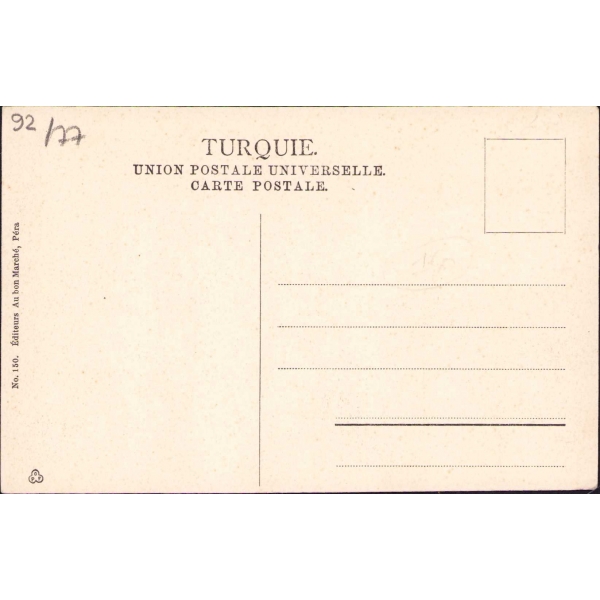 92/77
TURQUIE.
UNION POSTALE UNIVERSELLE.
CARTE POSTALE.
No. 150. Éditeurs Au bon Marché, Péra